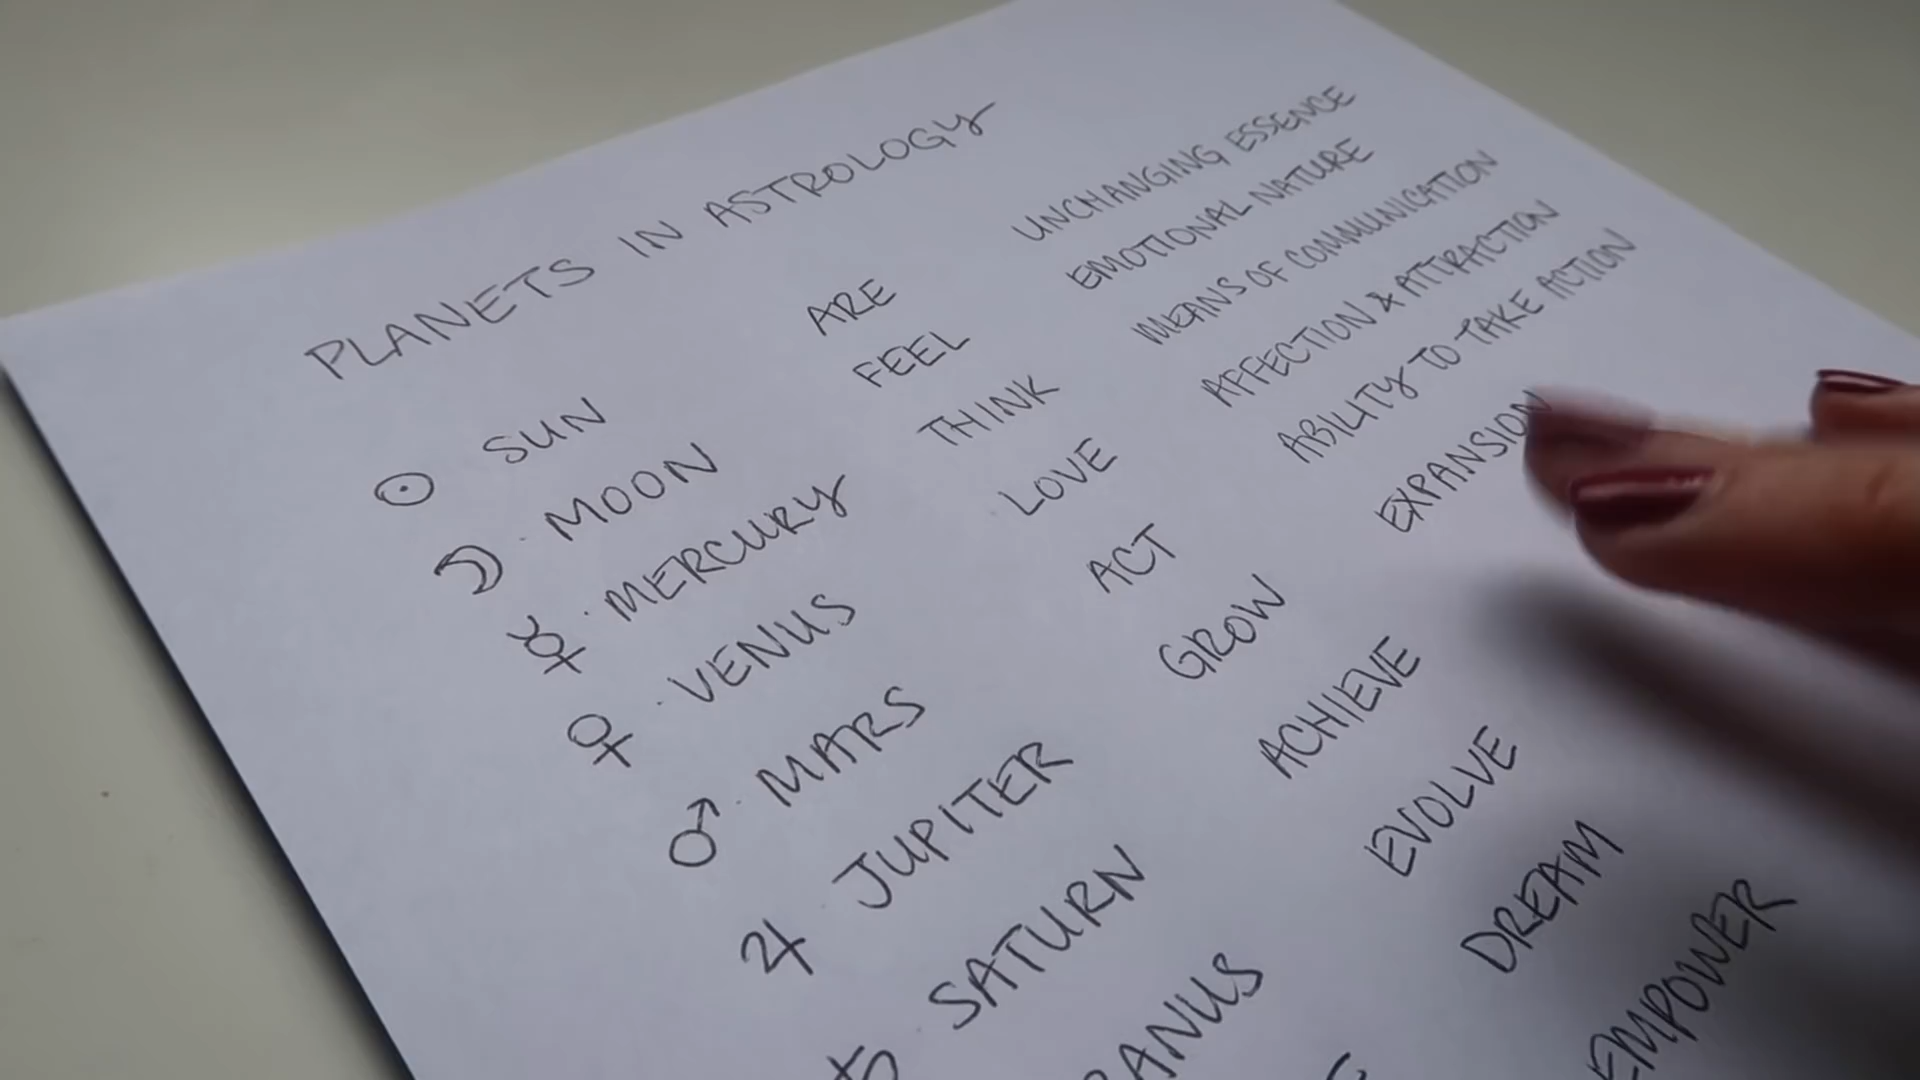 PLANETS IN ASTROLOGY
☉ SUN ARE UNCHANGING ESSENCE
☽ MOON FEEL EMOTIONAL NATURE
☿ MERCURY THINK MEANS OF COMMUNICATION
♀ VENUS LOVE AFFECTION & ATTRACTION
♂ MARS ACT ABILITY TO TAKE ACTION
♃ JUPITER GROW EXPANSION
♄ SATURN ACHIEVE
RANUS EVOLVE
DREAM
EMPOWER